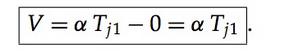 V = α T_{j1} − 0 = α T_{j1}.